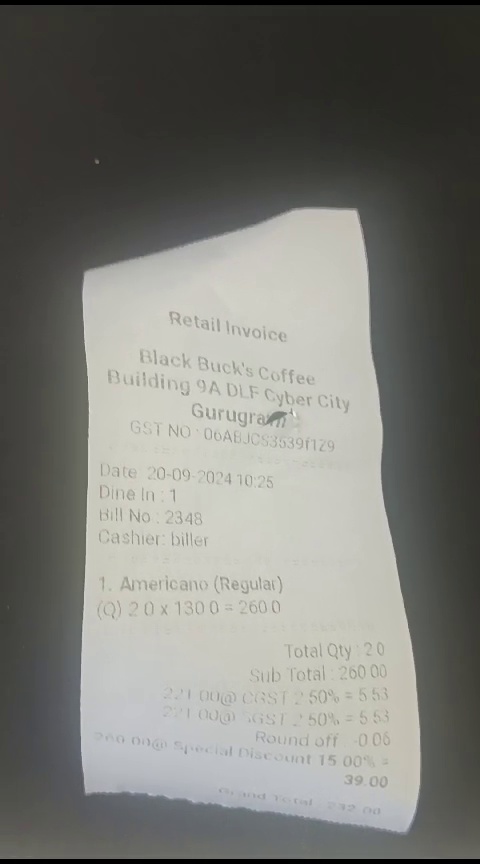 Retail Invoice
Black Buck's Coffee
Building 9A DLF Cyber City
Gurugram
GST NO : 06ABJCS3539f1Z9
Date: 20-09-2024 10:25
Dine In : 1
Bill No : 2348
Cashier: biller
1. Americano (Regular)
(Q) 2.0 x 130.0 = 260.0
Total Qty : 2.0
Sub Total : 260.00
221.00@ CGST 2.50% = 5.53
221.00@ SGST 2.50% = 5.53
Round off : -0.06
260.00@ Special Discount 15.00% =
39.00
Grand Total : 232.00